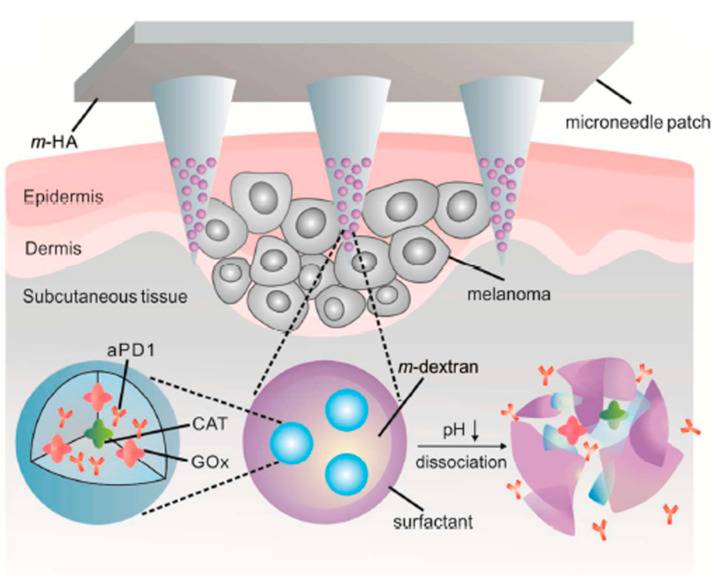 microneedle patch
m-HA
Epidermis
Dermis
Subcutaneous tissue
melanoma
aPD1
CAT
GOx
m-dextran
pH ↓
dissociation
surfactant